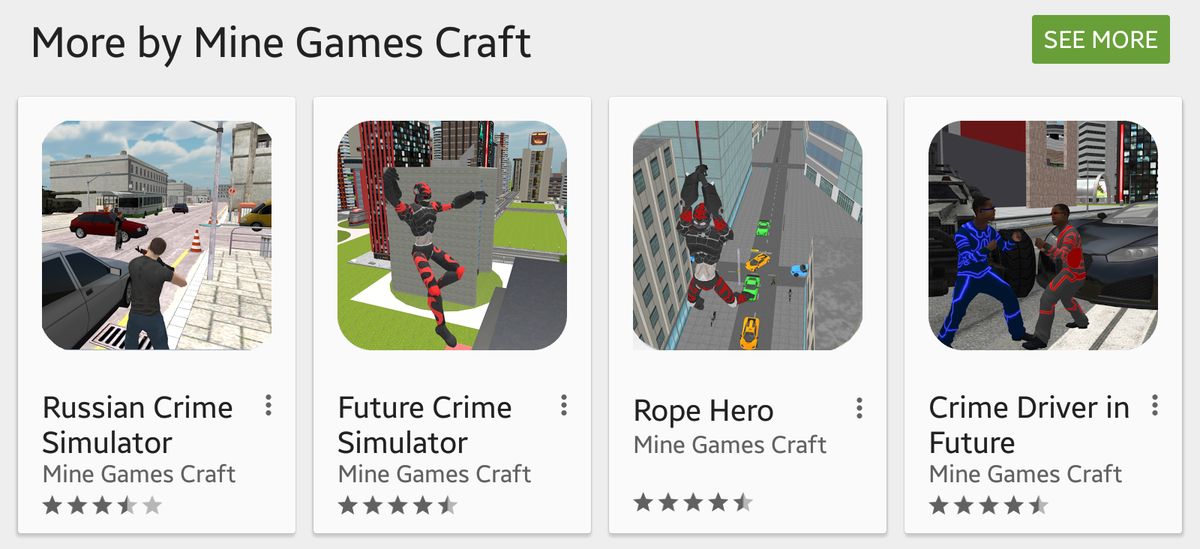 More by Mine Games Craft
SEE MORE
Russian Crime
Simulator
Mine Games Craft
Future Crime
Simulator
Mine Games Craft
Rope Hero
Mine Games Craft
Crime Driver in
Future
Mine Games Craft